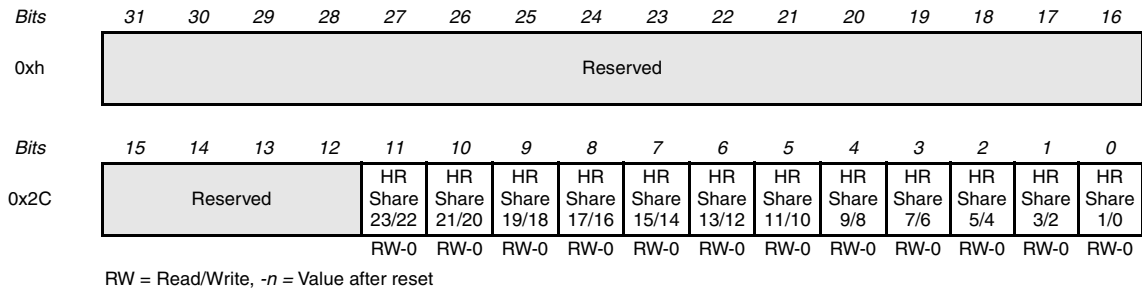 Bits 31 30 29 28 27 26 25 24 23 22 21 20 19 18 17 16
0xh Reserved
Bits 15 14 13 12 11 10 9 8 7 6 5 4 3 2 1 0
HR HR HR HR HR HR HR HR HR HR HR HR
0x2C Reserved Share Share Share Share Share Share Share Share Share Share Share Share
23/22 21/20 19/18 17/16 15/14 13/12 11/10 9/8 7/6 5/4 3/2 1/0
RW-0 RW-0 RW-0 RW-0 RW-0 RW-0 RW-0 RW-0 RW-0 RW-0 RW-0 RW-0
RW = Read/Write, -n = Value after reset